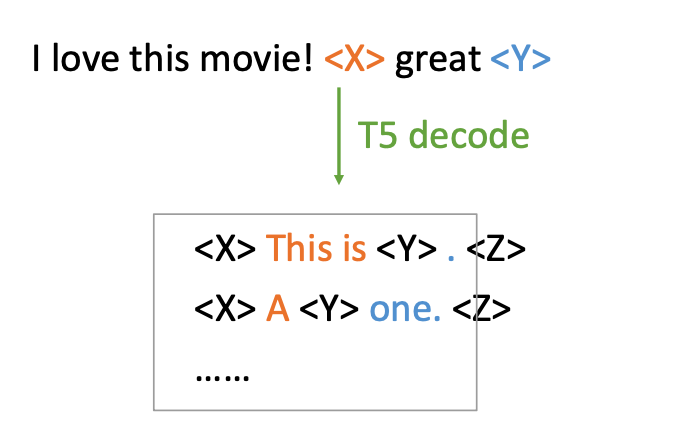 I love this movie! <X> great <Y>
T5 decode
<X> This is <Y> . <Z>
<X> A <Y> one. <Z>
......